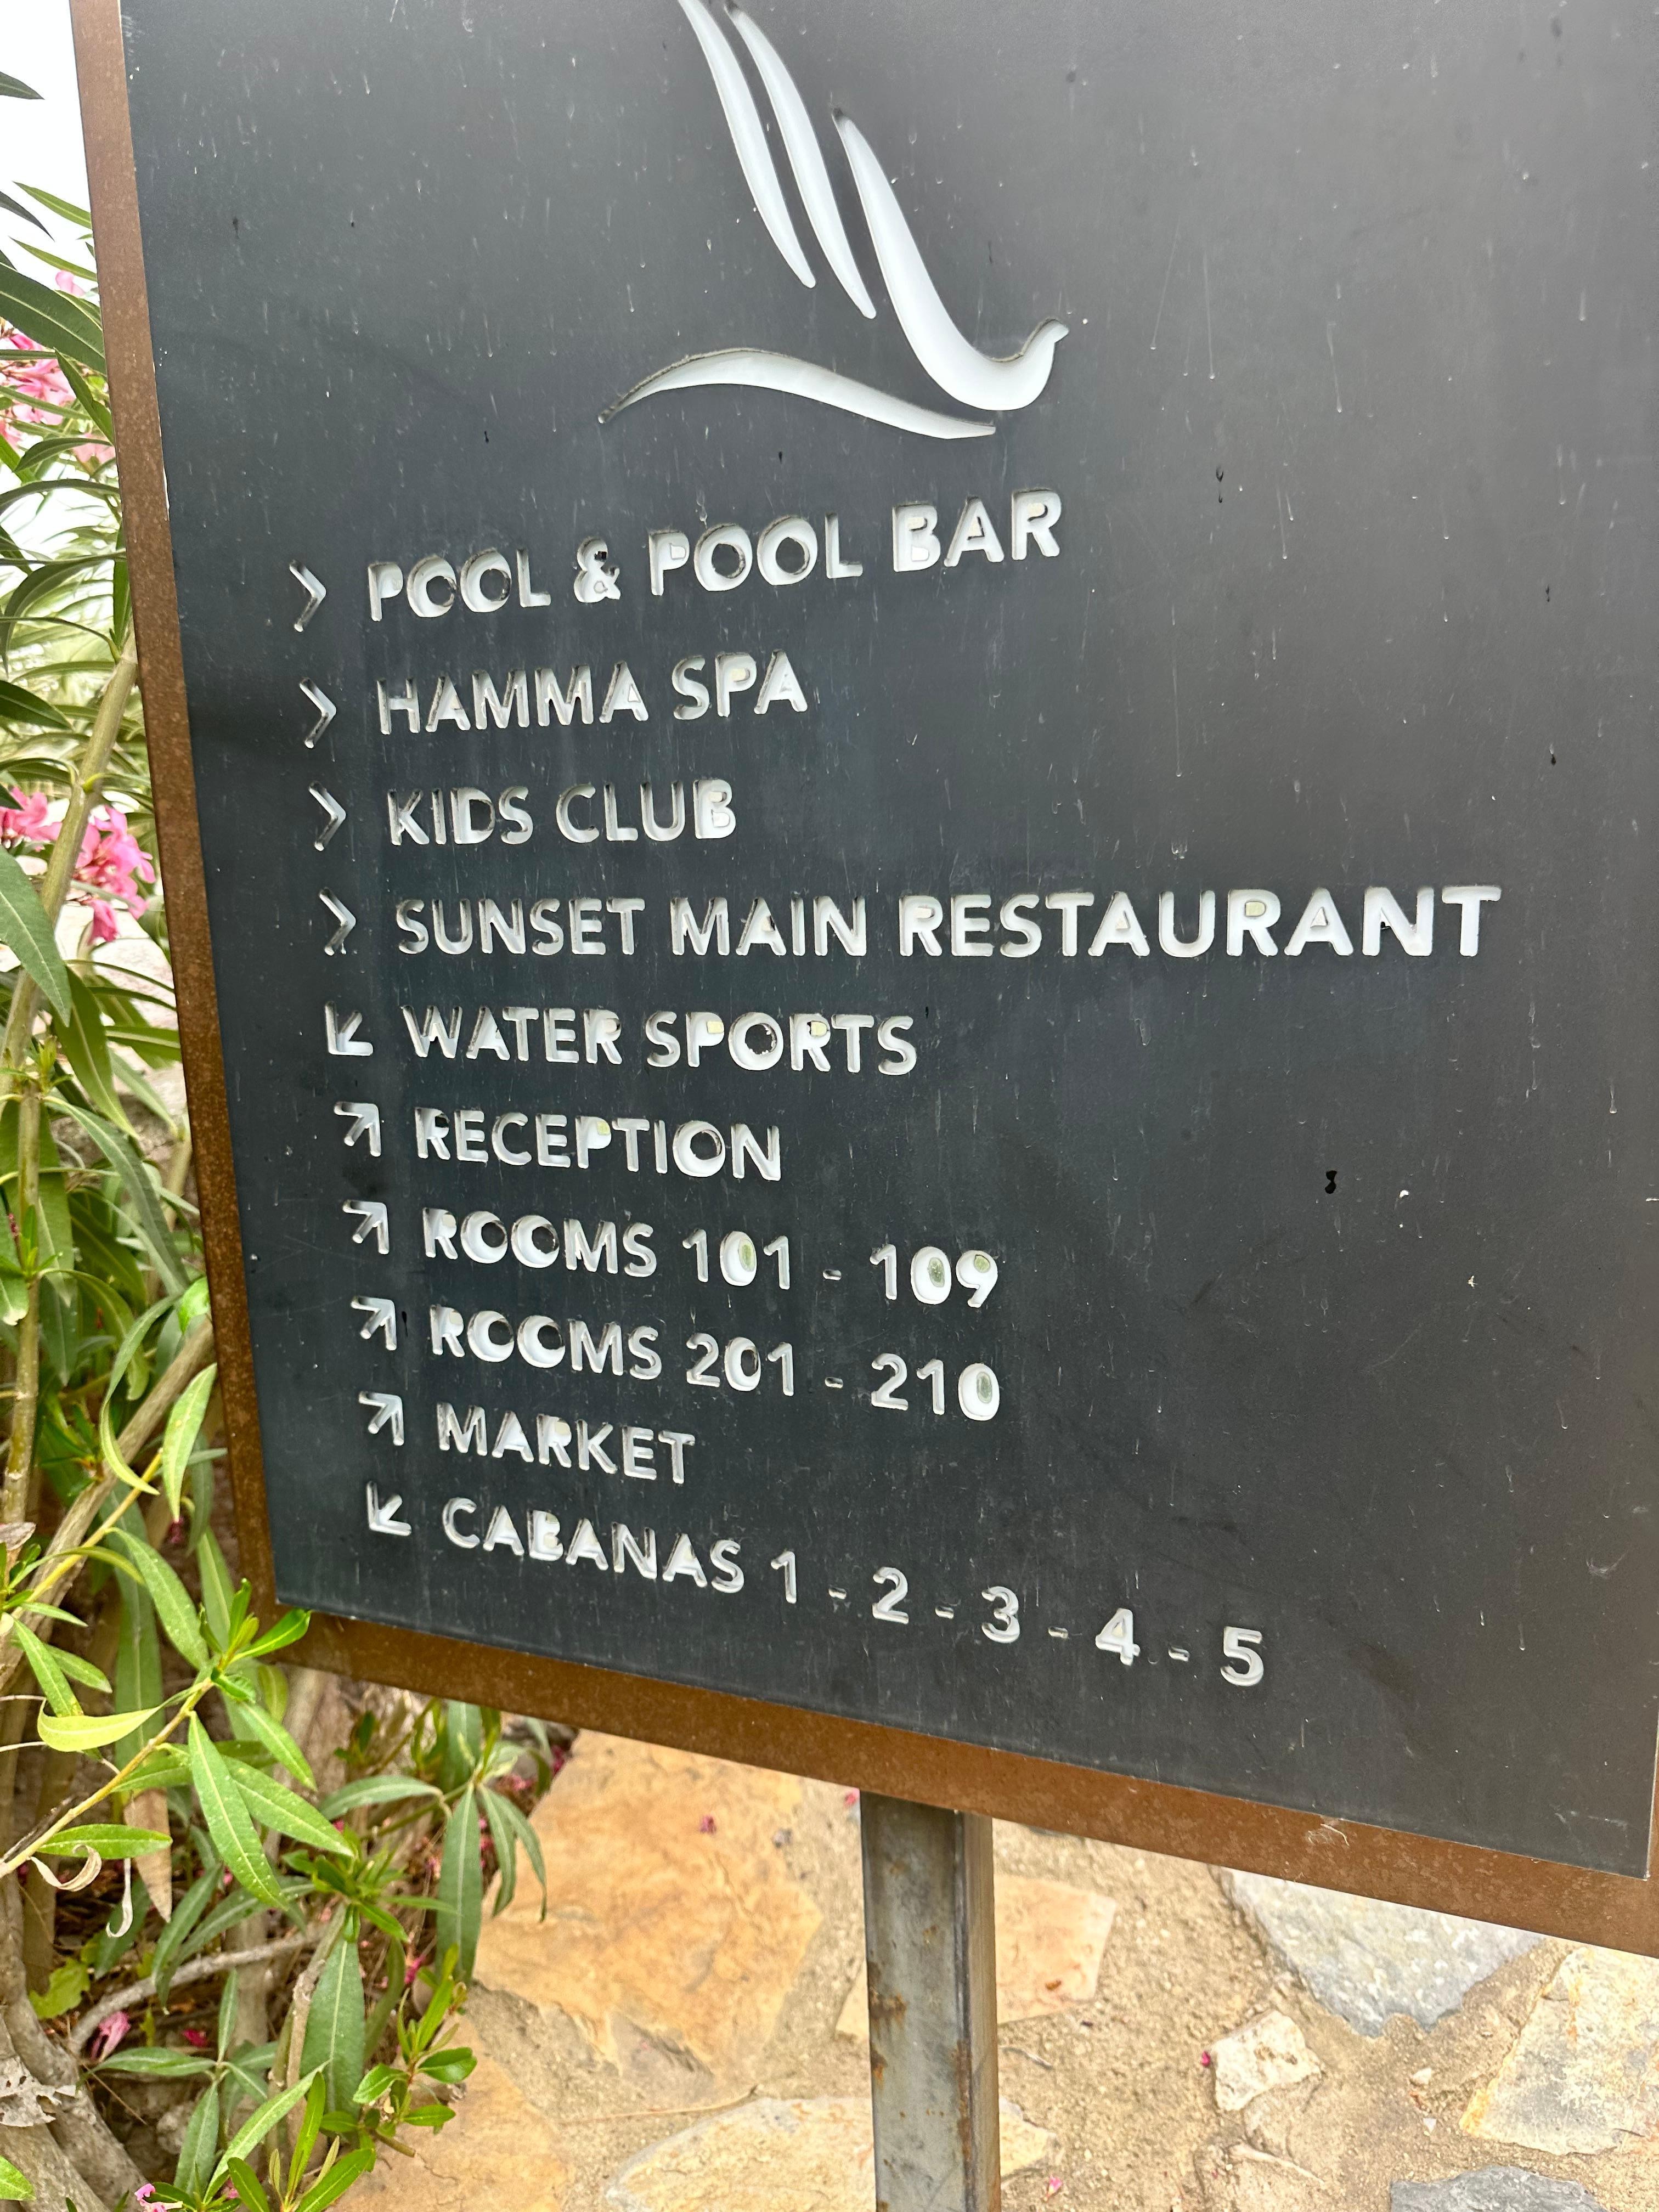 > POOL & POOL BAR
> HAMMA SPA
> KIDS CLUB
> SUNSET MAIN RESTAURANT
↙ WATER SPORTS
↗ RECEPTION
↗ ROOMS 101 - 109
↗ ROOMS 201 - 210
↗ MARKET
↙ CABANAS 1 - 2 - 3 - 4 - 5